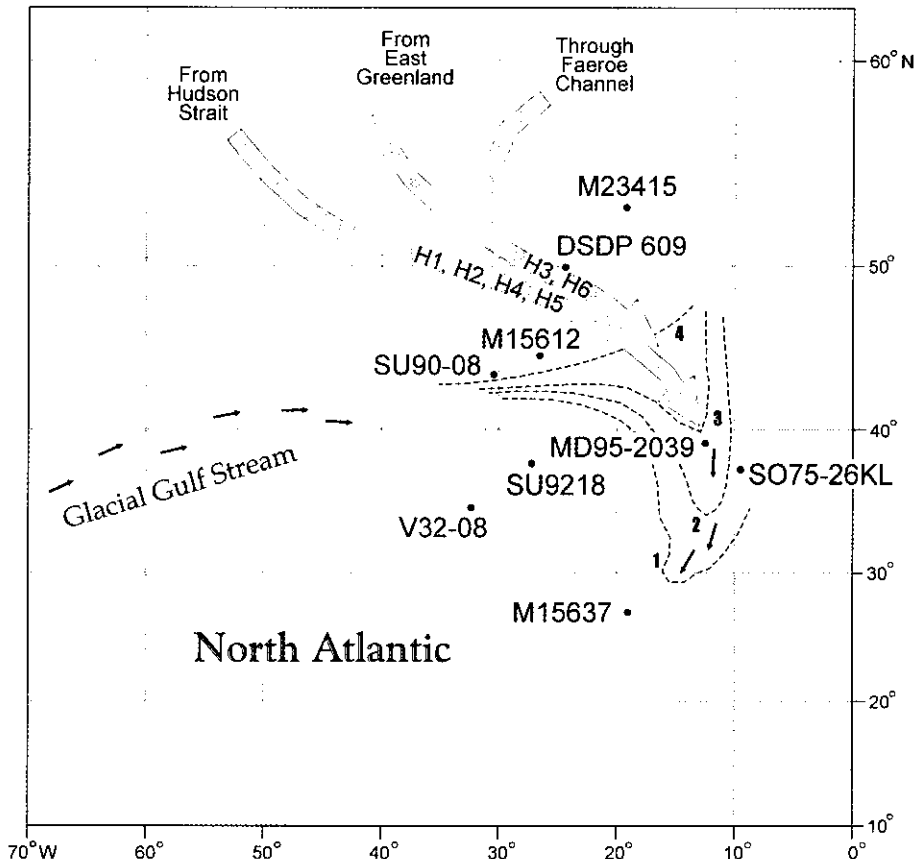 From
Hudson
Strait
From
East
Greenland
Through
Faeroe
Channel
60° N
M23415
DSDP 609
50°
H3, H6
H1, H2, H4, H5
4
M15612
SU90-08
3
40°
MD95-2039
SO75-26KL
Glacial Gulf Stream
SU9218
V32-08
2
1
30°
M15637
North Atlantic
20°
10°
70° W 60° 50° 40° 30° 20° 10° 0°